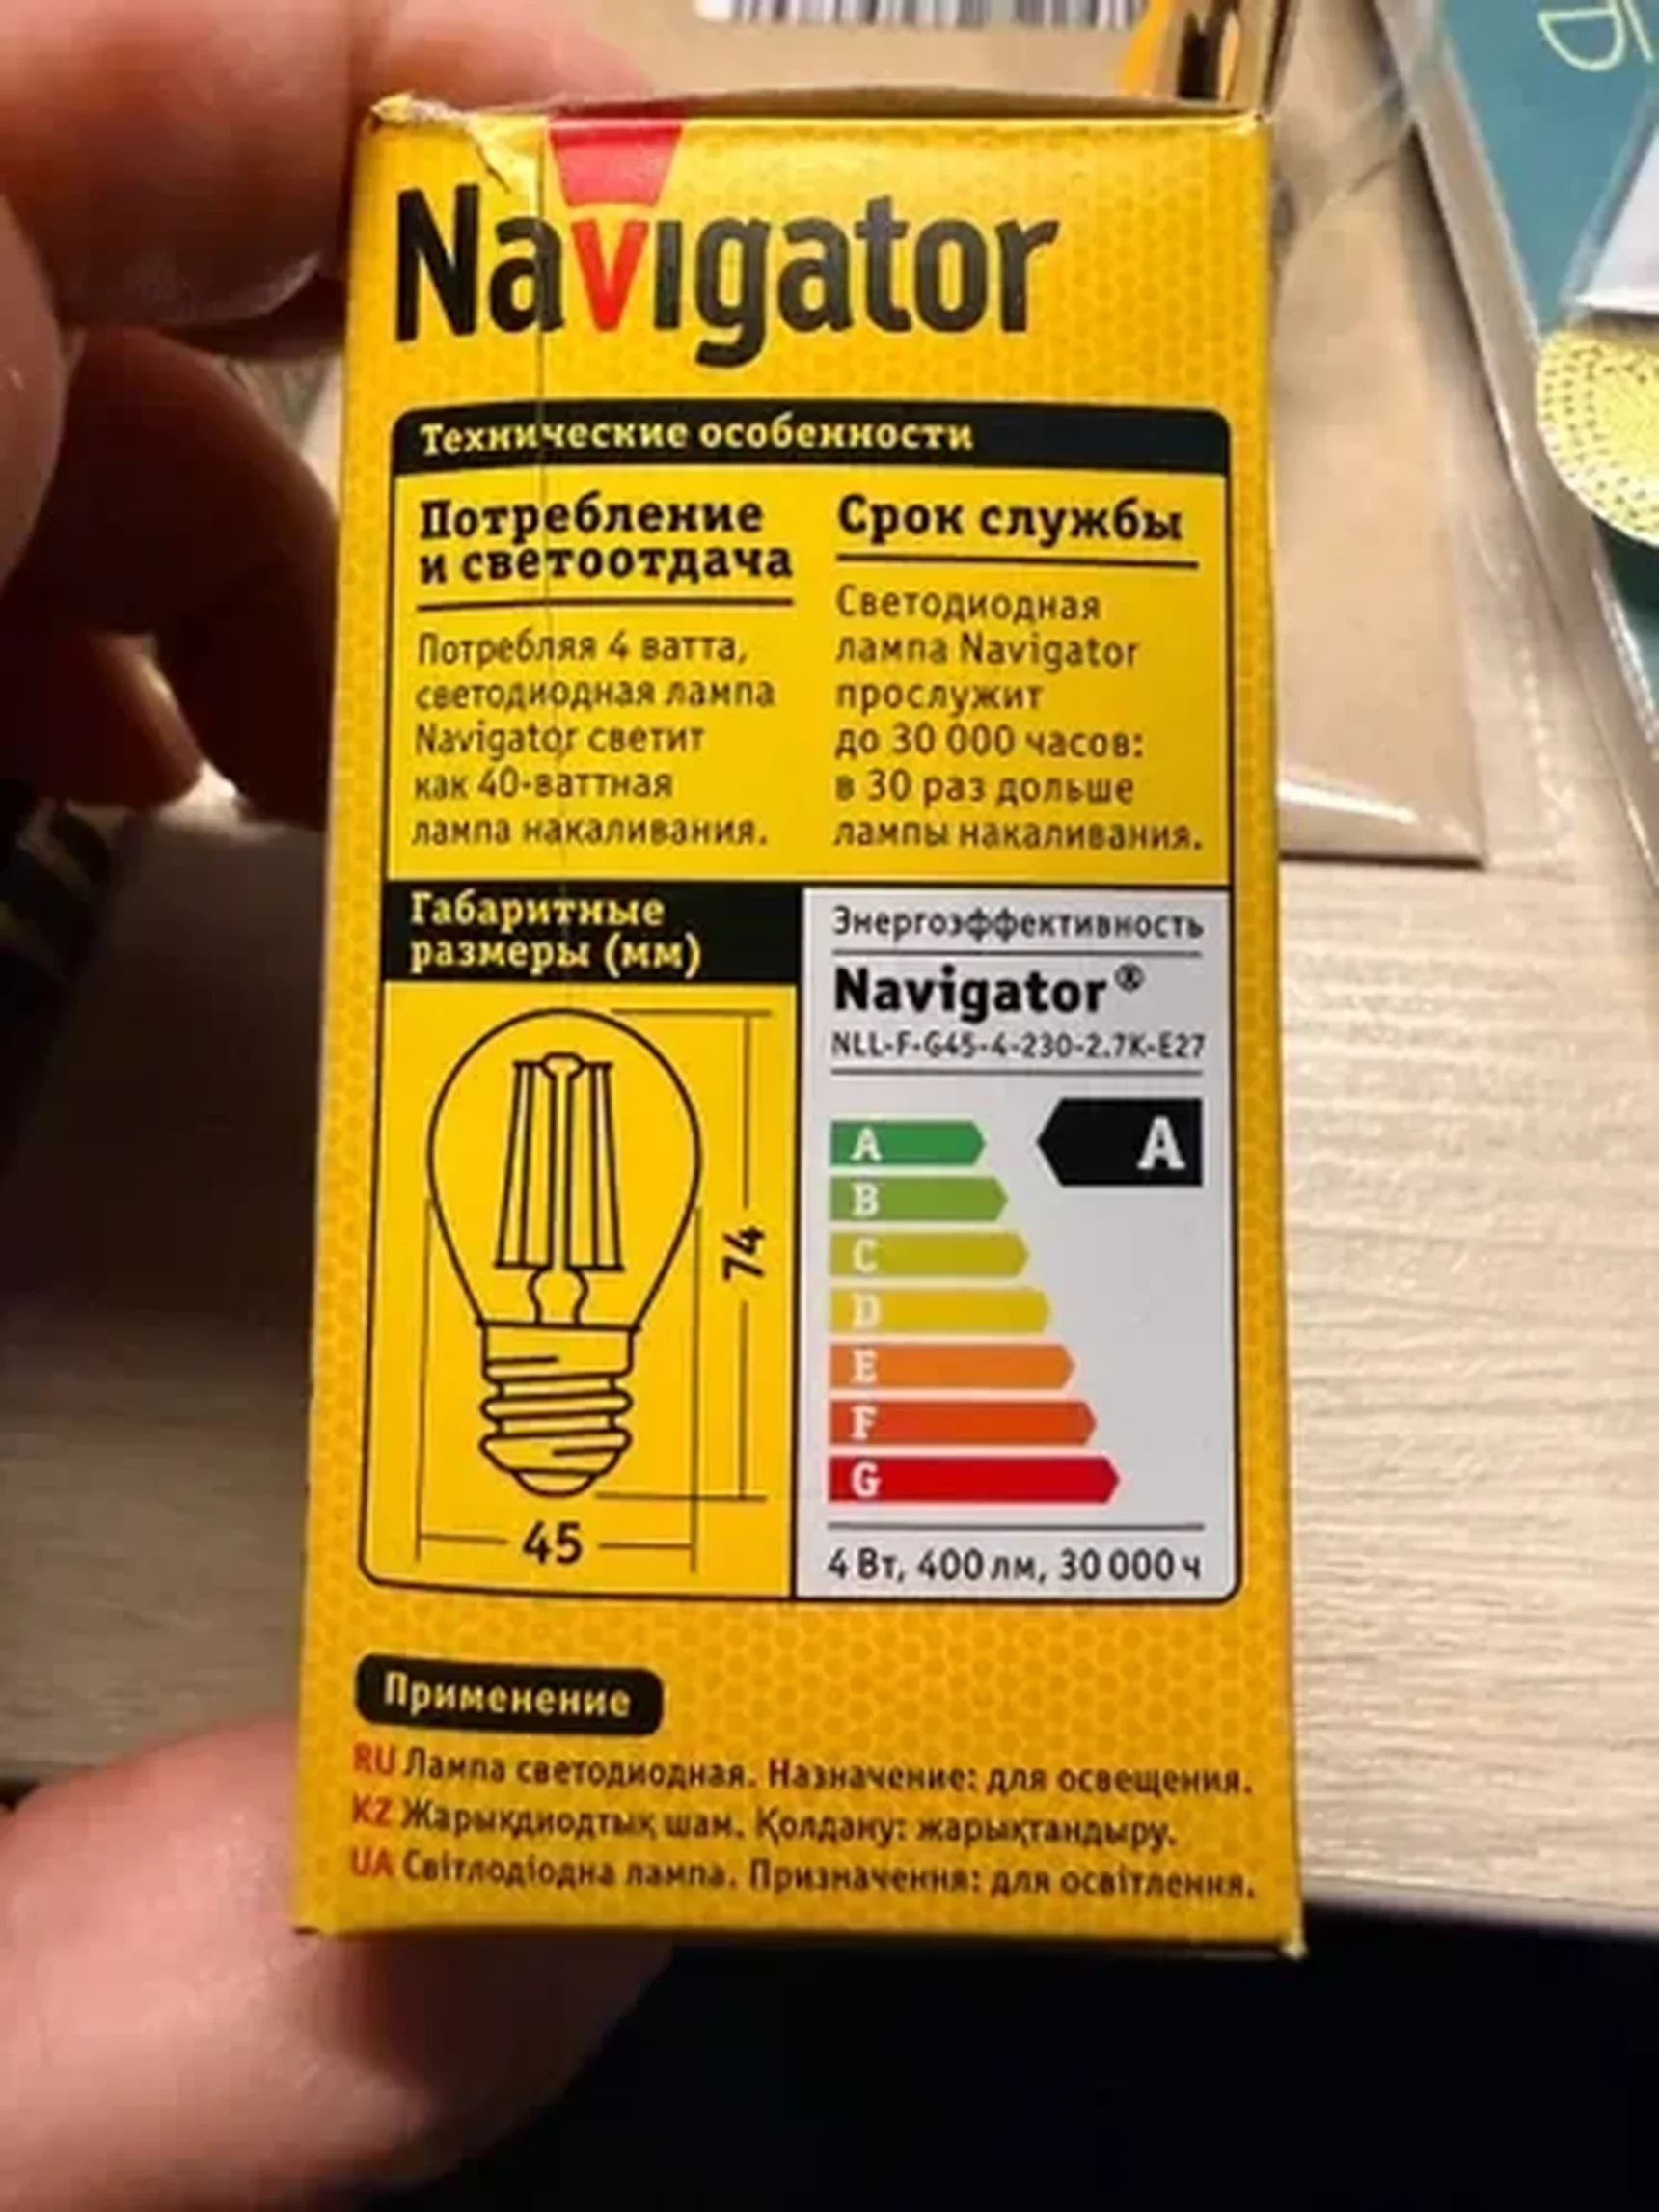 Navigator
Технические особенности
Потребление
и светоотдача
Потребляя 4 ватта,
светодиодная лампа
Navigator светит
как 40-ваттная
лампа накаливания.
Срок службы
Светодиодная
лампа Navigator
прослужит
до 30 000 часов:
в 30 раз дольше
лампы накаливания.
Габаритные
размеры (мм)
74
45
Энергоэффективность
Navigator®
NLL-F-G45-4-230-2.7K-E27
A
A
B
C
D
E
F
G
4 Вт, 400 лм, 30 000 ч
Применение
RU Лампа светодиодная. Назначение: для освещения.
KZ Жарықдиодтық шам. Қолдану: жарықтандыру.
UA Світлодіодна лампа. Призначення: для освітлення.